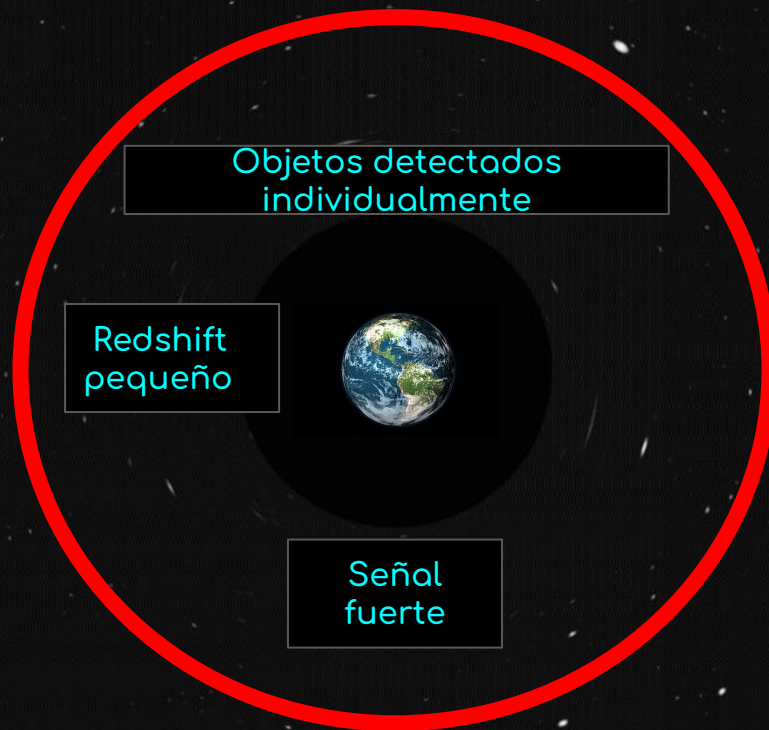 Objetos detectados
individualmente
Redshift
pequeño
Señal
fuerte